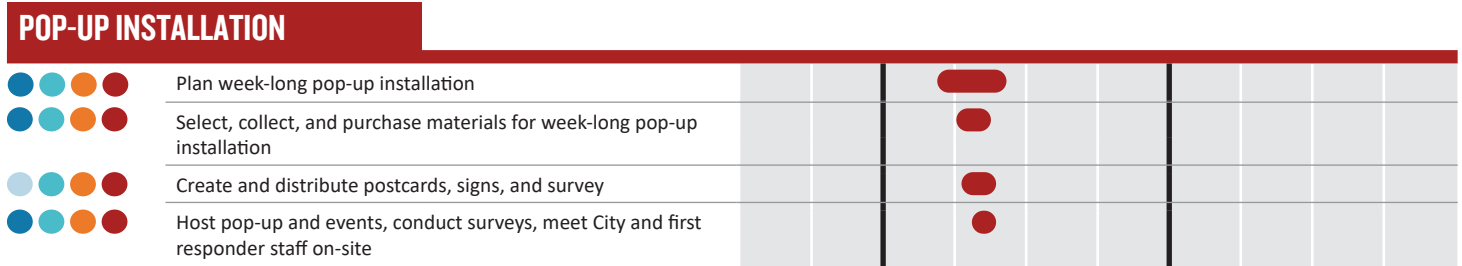 POP-UP INSTALLATION
Plan week-long pop-up installation
Select, collect, and purchase materials for week-long pop-up
installation
Create and distribute postcards, signs, and survey
Host pop-up and events, conduct surveys, meet City and first
responder staff on-site